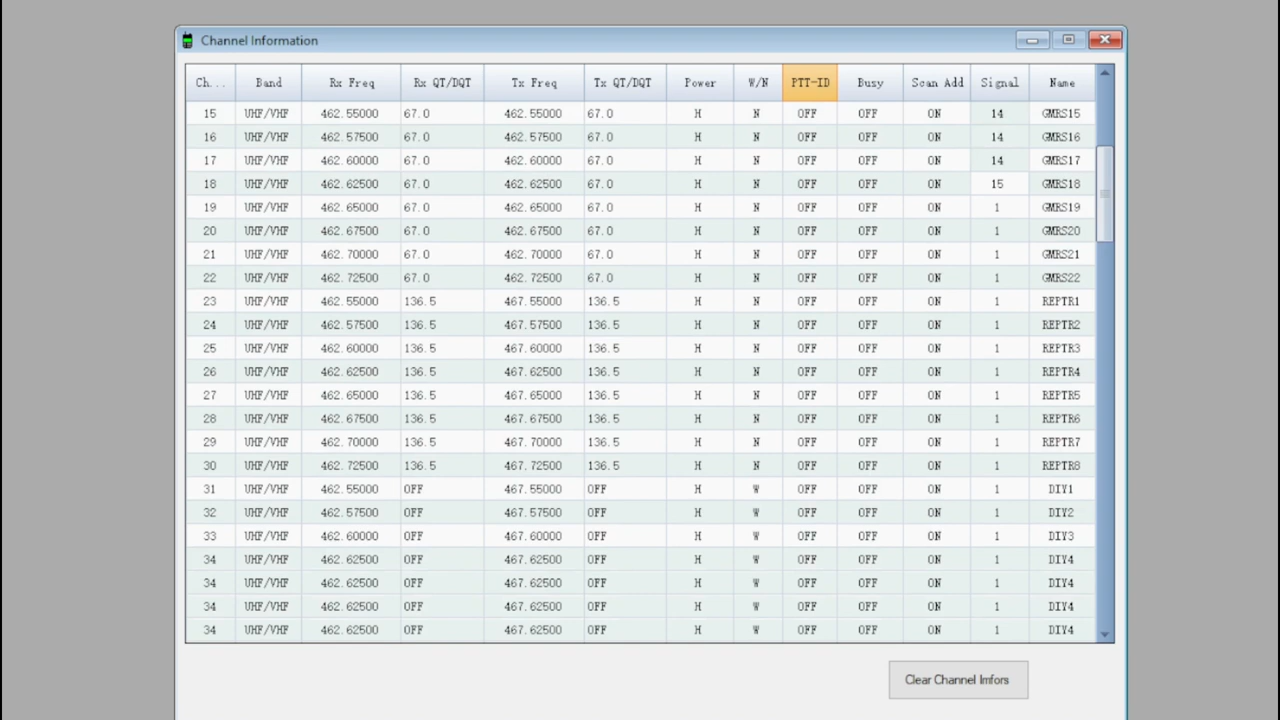 Channel Information
Ch... Band Rx Freq Rx QT/DQT Tx Freq Tx QT/DQT Power W/N PTT-ID Busy Scan Add Signal Name
15 UHF/VHF 462.55000 67.0 462.55000 67.0 H N OFF OFF ON 14 GMRS15
16 UHF/VHF 462.57500 67.0 462.57500 67.0 H N OFF OFF ON 14 GMRS16
17 UHF/VHF 462.60000 67.0 462.60000 67.0 H N OFF OFF ON 14 GMRS17
18 UHF/VHF 462.62500 67.0 462.62500 67.0 H N OFF OFF ON 15 GMRS18
19 UHF/VHF 462.65000 67.0 462.65000 67.0 H N OFF OFF ON 1 GMRS19
20 UHF/VHF 462.67500 67.0 462.67500 67.0 H N OFF OFF ON 1 GMRS20
21 UHF/VHF 462.70000 67.0 462.70000 67.0 H N OFF OFF ON 1 GMRS21
22 UHF/VHF 462.72500 67.0 462.72500 67.0 H N OFF OFF ON 1 GMRS22
23 UHF/VHF 462.55000 136.5 467.55000 136.5 H N OFF OFF ON 1 REPTR1
24 UHF/VHF 462.57500 136.5 467.57500 136.5 H N OFF OFF ON 1 REPTR2
25 UHF/VHF 462.60000 136.5 467.60000 136.5 H N OFF OFF ON 1 REPTR3
26 UHF/VHF 462.62500 136.5 467.62500 136.5 H N OFF OFF ON 1 REPTR4
27 UHF/VHF 462.65000 136.5 467.65000 136.5 H N OFF OFF ON 1 REPTR5
28 UHF/VHF 462.67500 136.5 467.67500 136.5 H N OFF OFF ON 1 REPTR6
29 UHF/VHF 462.70000 136.5 467.70000 136.5 H N OFF OFF ON 1 REPTR7
30 UHF/VHF 462.72500 136.5 467.72500 136.5 H N OFF OFF ON 1 REPTR8
31 UHF/VHF 462.55000 OFF 467.55000 OFF H W OFF OFF ON 1 DIY1
32 UHF/VHF 462.57500 OFF 467.57500 OFF H W OFF OFF ON 1 DIY2
33 UHF/VHF 462.60000 OFF 467.60000 OFF H W OFF OFF ON 1 DIY3
34 UHF/VHF 462.62500 OFF 467.62500 OFF H W OFF OFF ON 1 DIY4
34 UHF/VHF 462.62500 OFF 467.62500 OFF H W OFF OFF ON 1 DIY4
34 UHF/VHF 462.62500 OFF 467.62500 OFF H W OFF OFF ON 1 DIY4
34 UHF/VHF 462.62500 OFF 467.62500 OFF H W OFF OFF ON 1 DIY4
Clear Channel Imfors